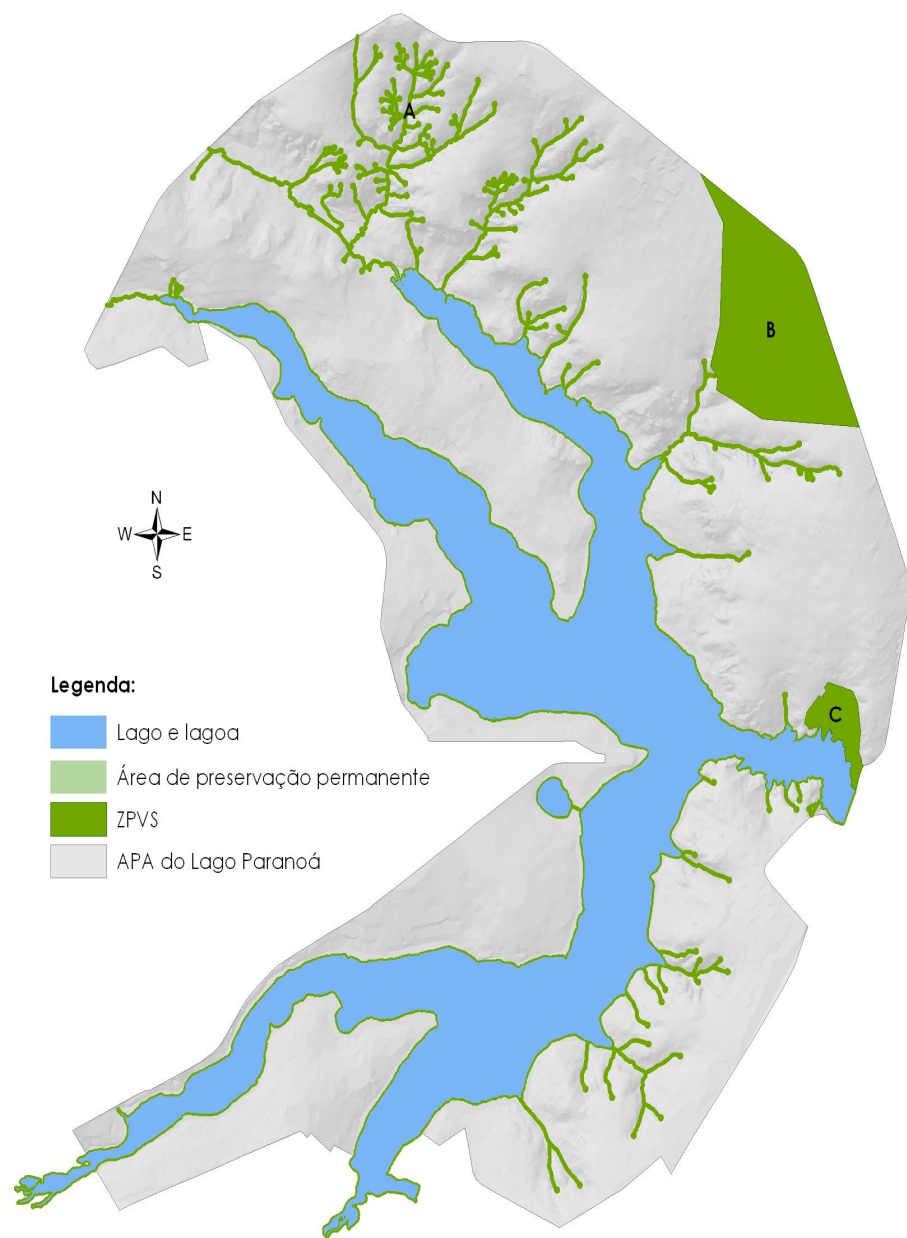 A
B
N
W E
S
Legenda:
Lago e lagoa
C
Área de preservação permanente
ZPVS
APA do Lago Paranoá